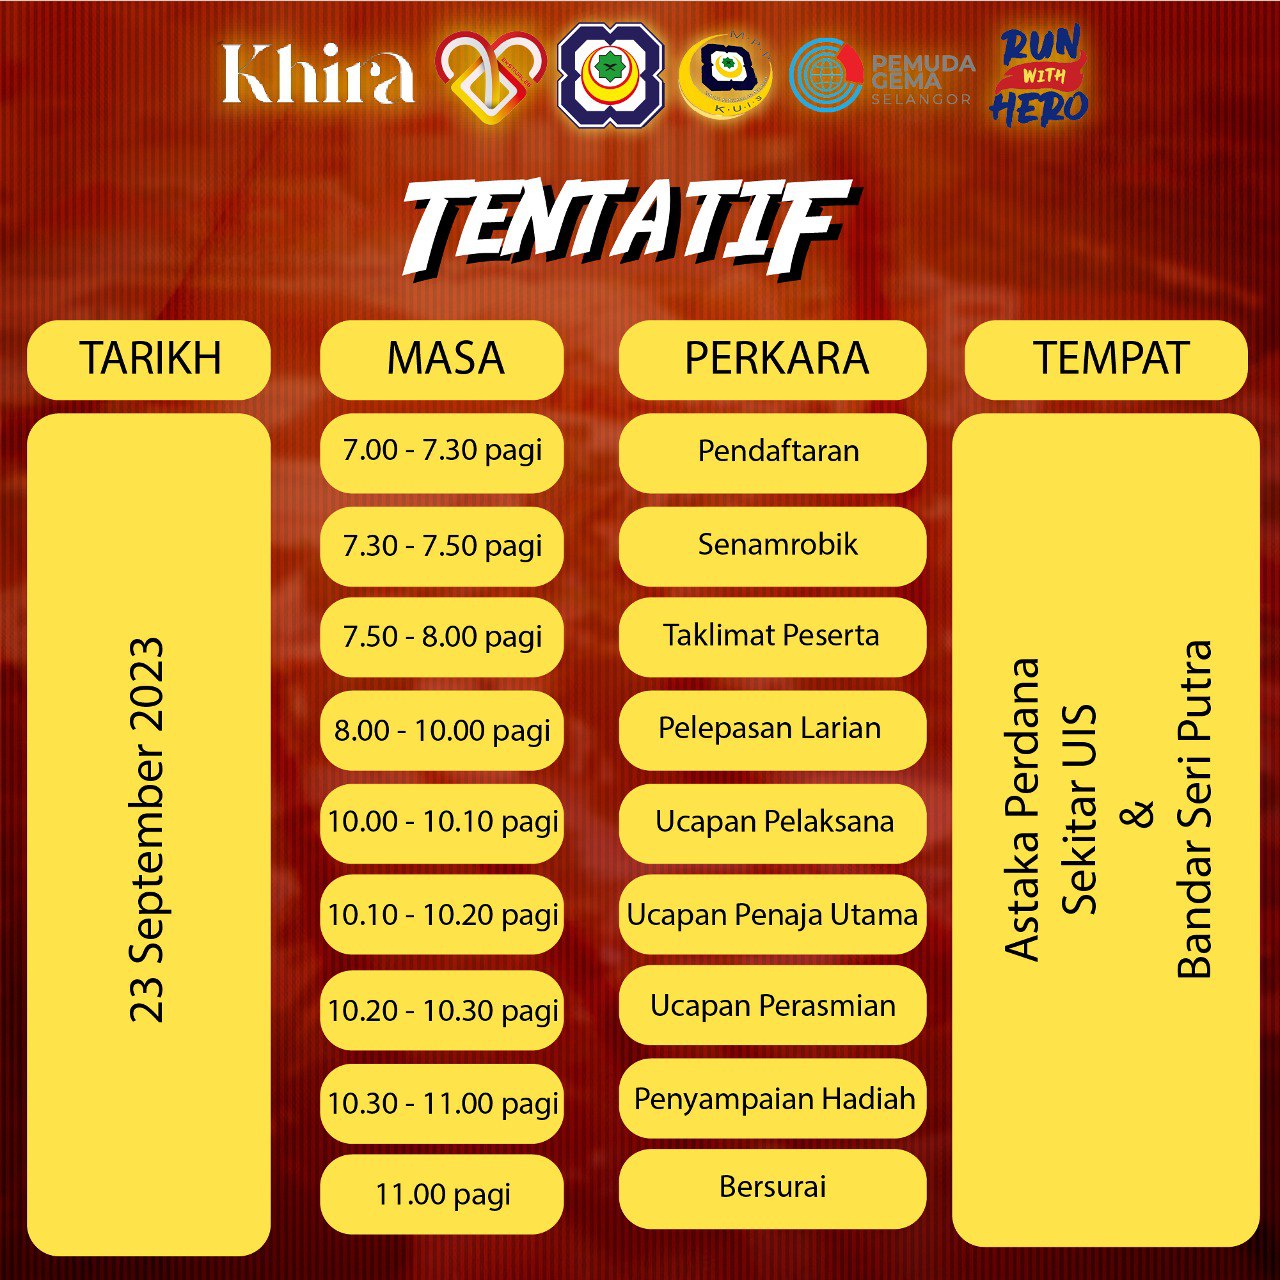 Khira
M.P.P
K.U.I.S
PEMUDA
GEMA
SELANGOR
RUN
WITH
HERO
TENTATIF
TARIKH MASA PERKARA TEMPAT
7.00 - 7.30 pagi Pendaftaran
7.30 - 7.50 pagi Senamrobik
7.50 - 8.00 pagi Taklimat Peserta
8.00 - 10.00 pagi Pelepasan Larian
10.00 - 10.10 pagi Ucapan Pelaksana
10.10 - 10.20 pagi Ucapan Penaja Utama
10.20 - 10.30 pagi Ucapan Perasmian
10.30 - 11.00 pagi Penyampaian Hadiah
11.00 pagi Bersurai
23 September 2023
Astaka Perdana
Sekitar UIS
&
Bandar Seri Putra